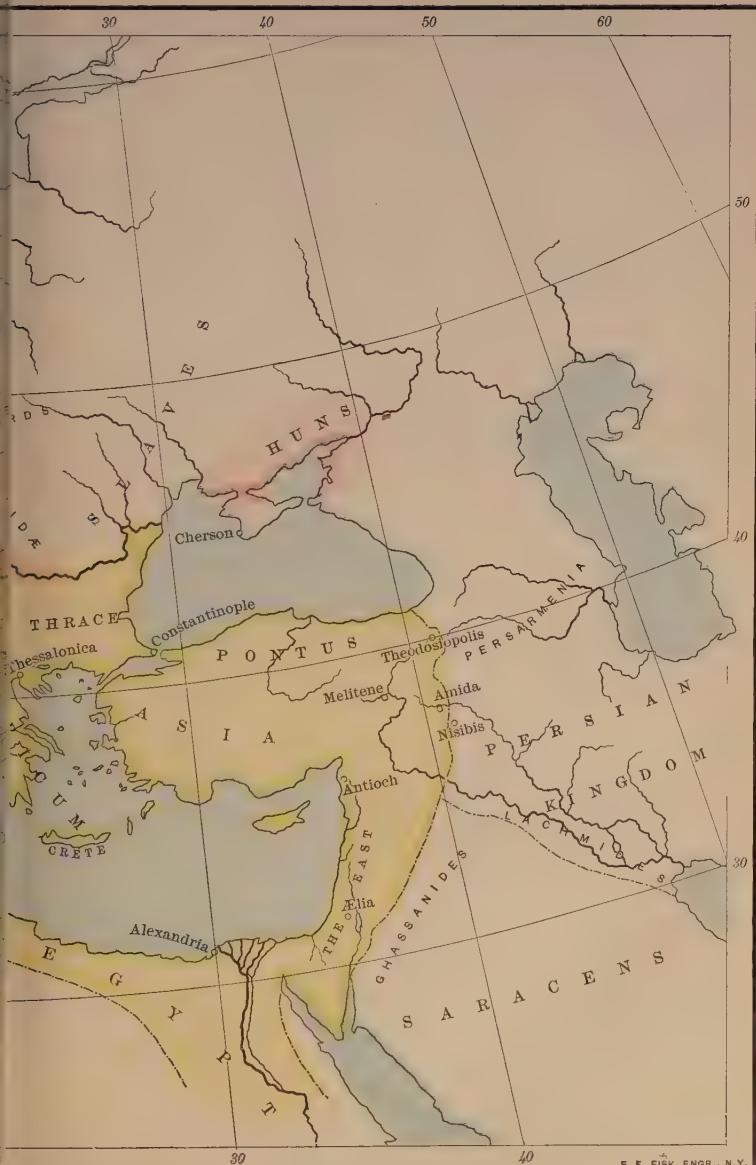 30 40 50 60
50
SLAVES
HUNS
Cherson
40
THRACE
Constantinople
Thessalonica
PONTUS
Theodosiopolis
PERSARMENIA
Melitene
Amida
ASIA
Nisibis
PERSIAN
KINGDOM
Antioch
LACHMIDES
CRETE
30
THE EAST
GHASSANIDES
Ælia
Alexandria
EGYPT
SARACENS
30 40
E. F. FISK, ENGR., N.Y.